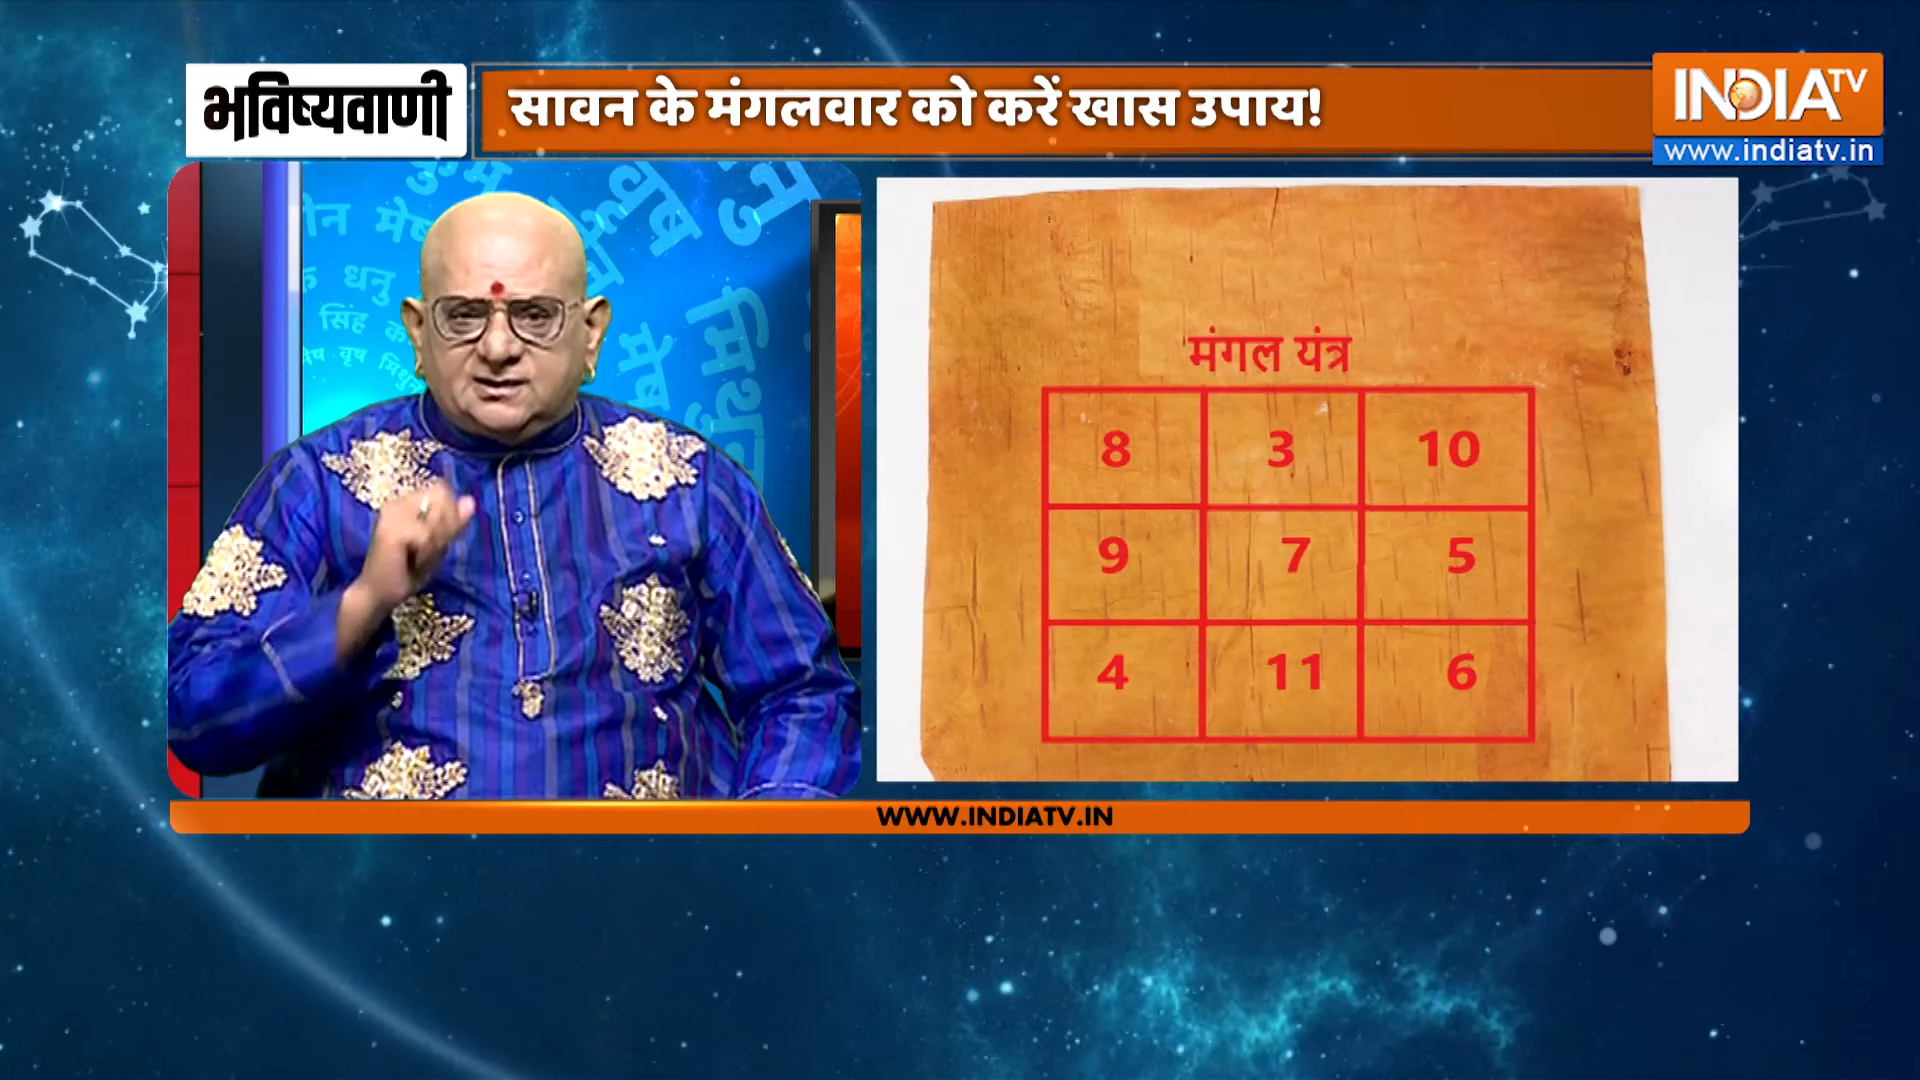 भविष्यवाणी
सावन के मंगलवार को करें खास उपाय!
INDIA TV
www.indiatv.in
कुम्भ
वृष
मेष
धनु
सिंह
वृष मिथुन
मेष
मिथुन
मंगल यंत्र
8 3 10
9 7 5
4 11 6
WWW.INDIATV.IN